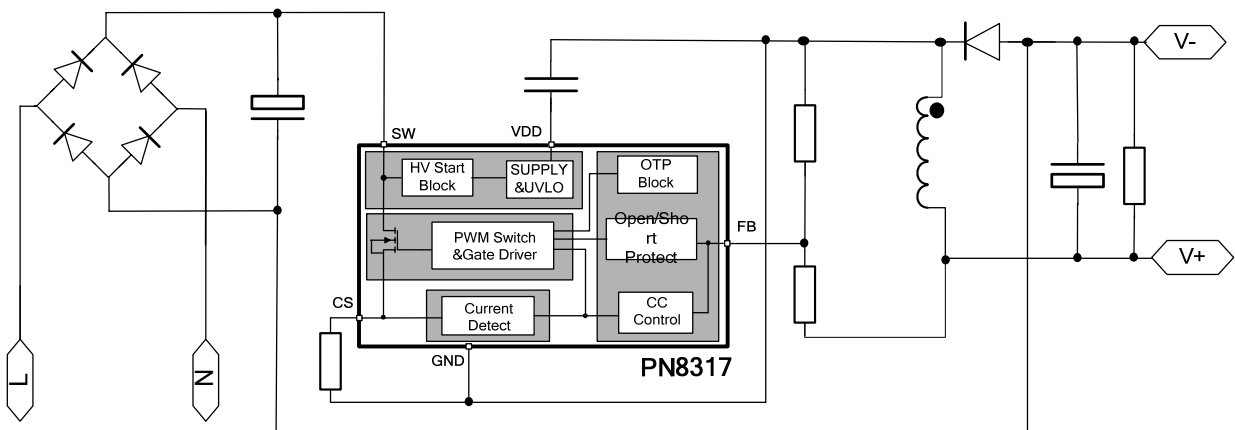 V-
SW
VDD
HV Start
Block
SUPPLY
&UVLO
OTP
Block
Open/Sho
rt
Protect
FB
PWM Switch
&Gate Driver
V+
CS
Current
Detect
CC
Control
GND
PN8317
L
N